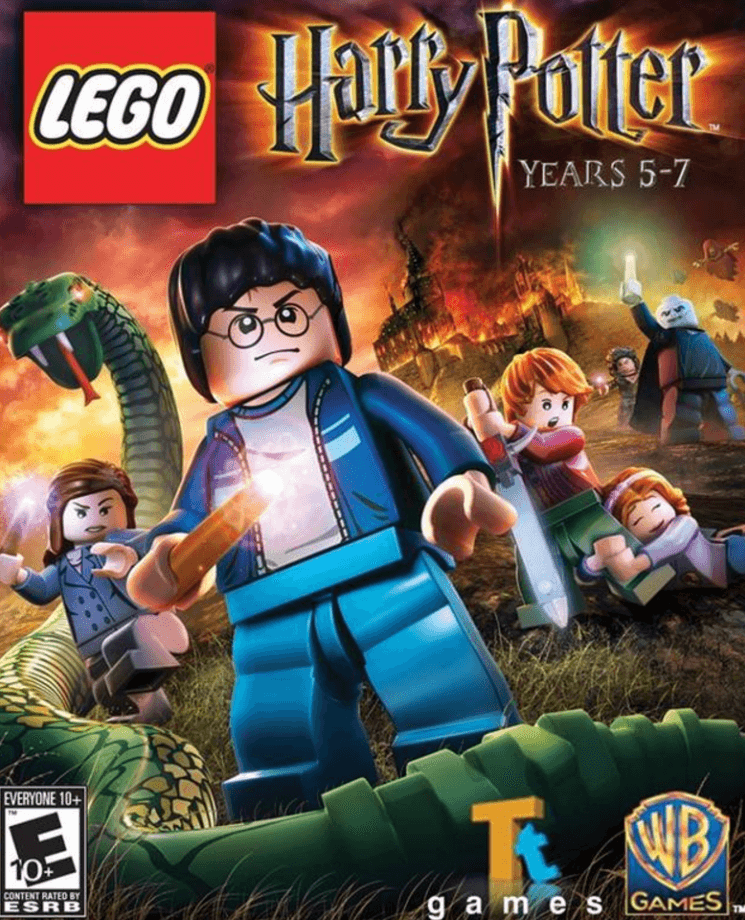 LEGO
Harry Potter
YEARS 5-7
EVERYONE 10+
E
10+
CONTENT RATED BY
ESRB
Tt
games
WB
GAMES